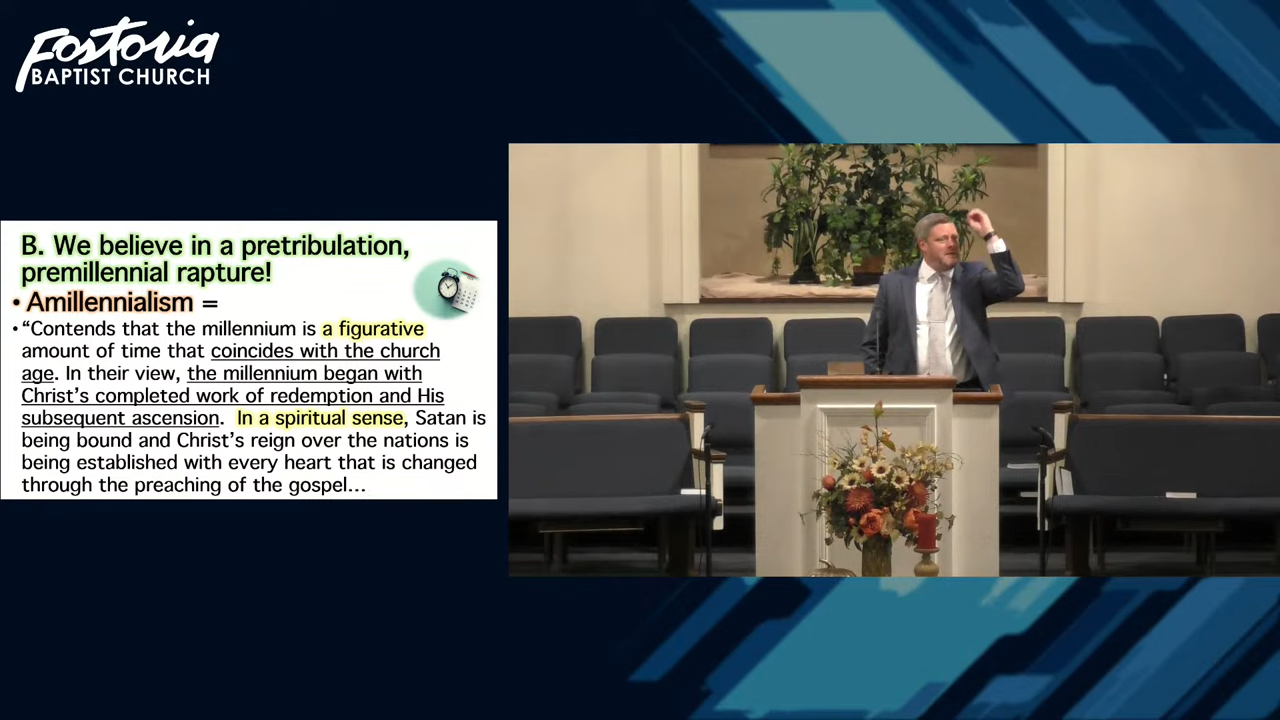 Fostoria
BAPTIST CHURCH
B. We believe in a pretribulation,
premillennial rapture!
• Amillennialism =
• “Contends that the millennium is a figurative
amount of time that coincides with the church
age. In their view, the millennium began with
Christ’s completed work of redemption and His
subsequent ascension. In a spiritual sense, Satan is
being bound and Christ’s reign over the nations is
being established with every heart that is changed
through the preaching of the gospel…